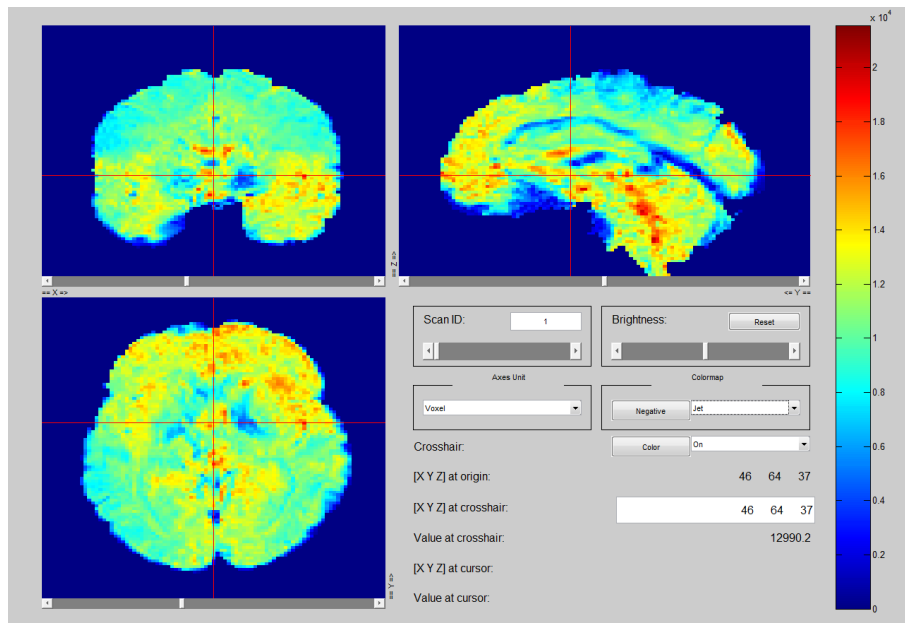 x 10^4
2
1.8
1.6
1.4
1.2
1
0.8
0.6
0.4
0.2
0
== Z =>
== X =>
<= Y ==
== Y =>
Scan ID: 1
Brightness: Reset
Axes Unit
Voxel
Colormap
Negative Jet
Crosshair: Color On
[X Y Z] at origin: 46 64 37
[X Y Z] at crosshair: 46 64 37
Value at crosshair: 12990.2
[X Y Z] at cursor:
Value at cursor: